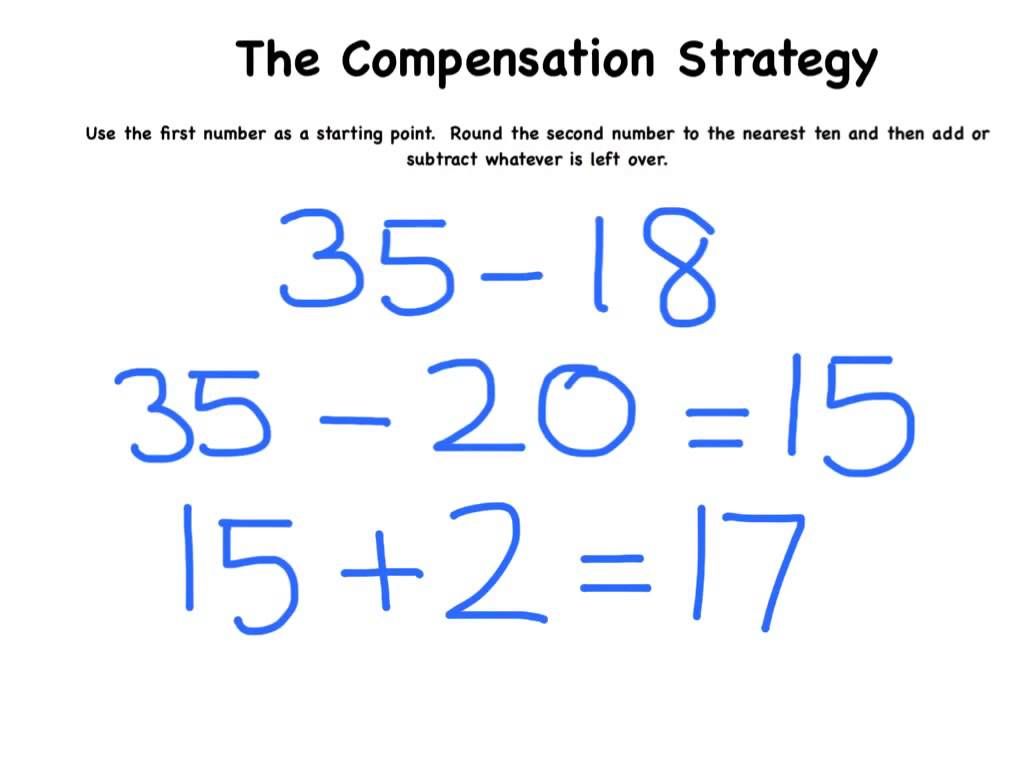 The Compensation Strategy
Use the first number as a starting point. Round the second number to the nearest ten and then add or
subtract whatever is left over.
35 - 18
35 - 20 = 15
15 + 2 = 17